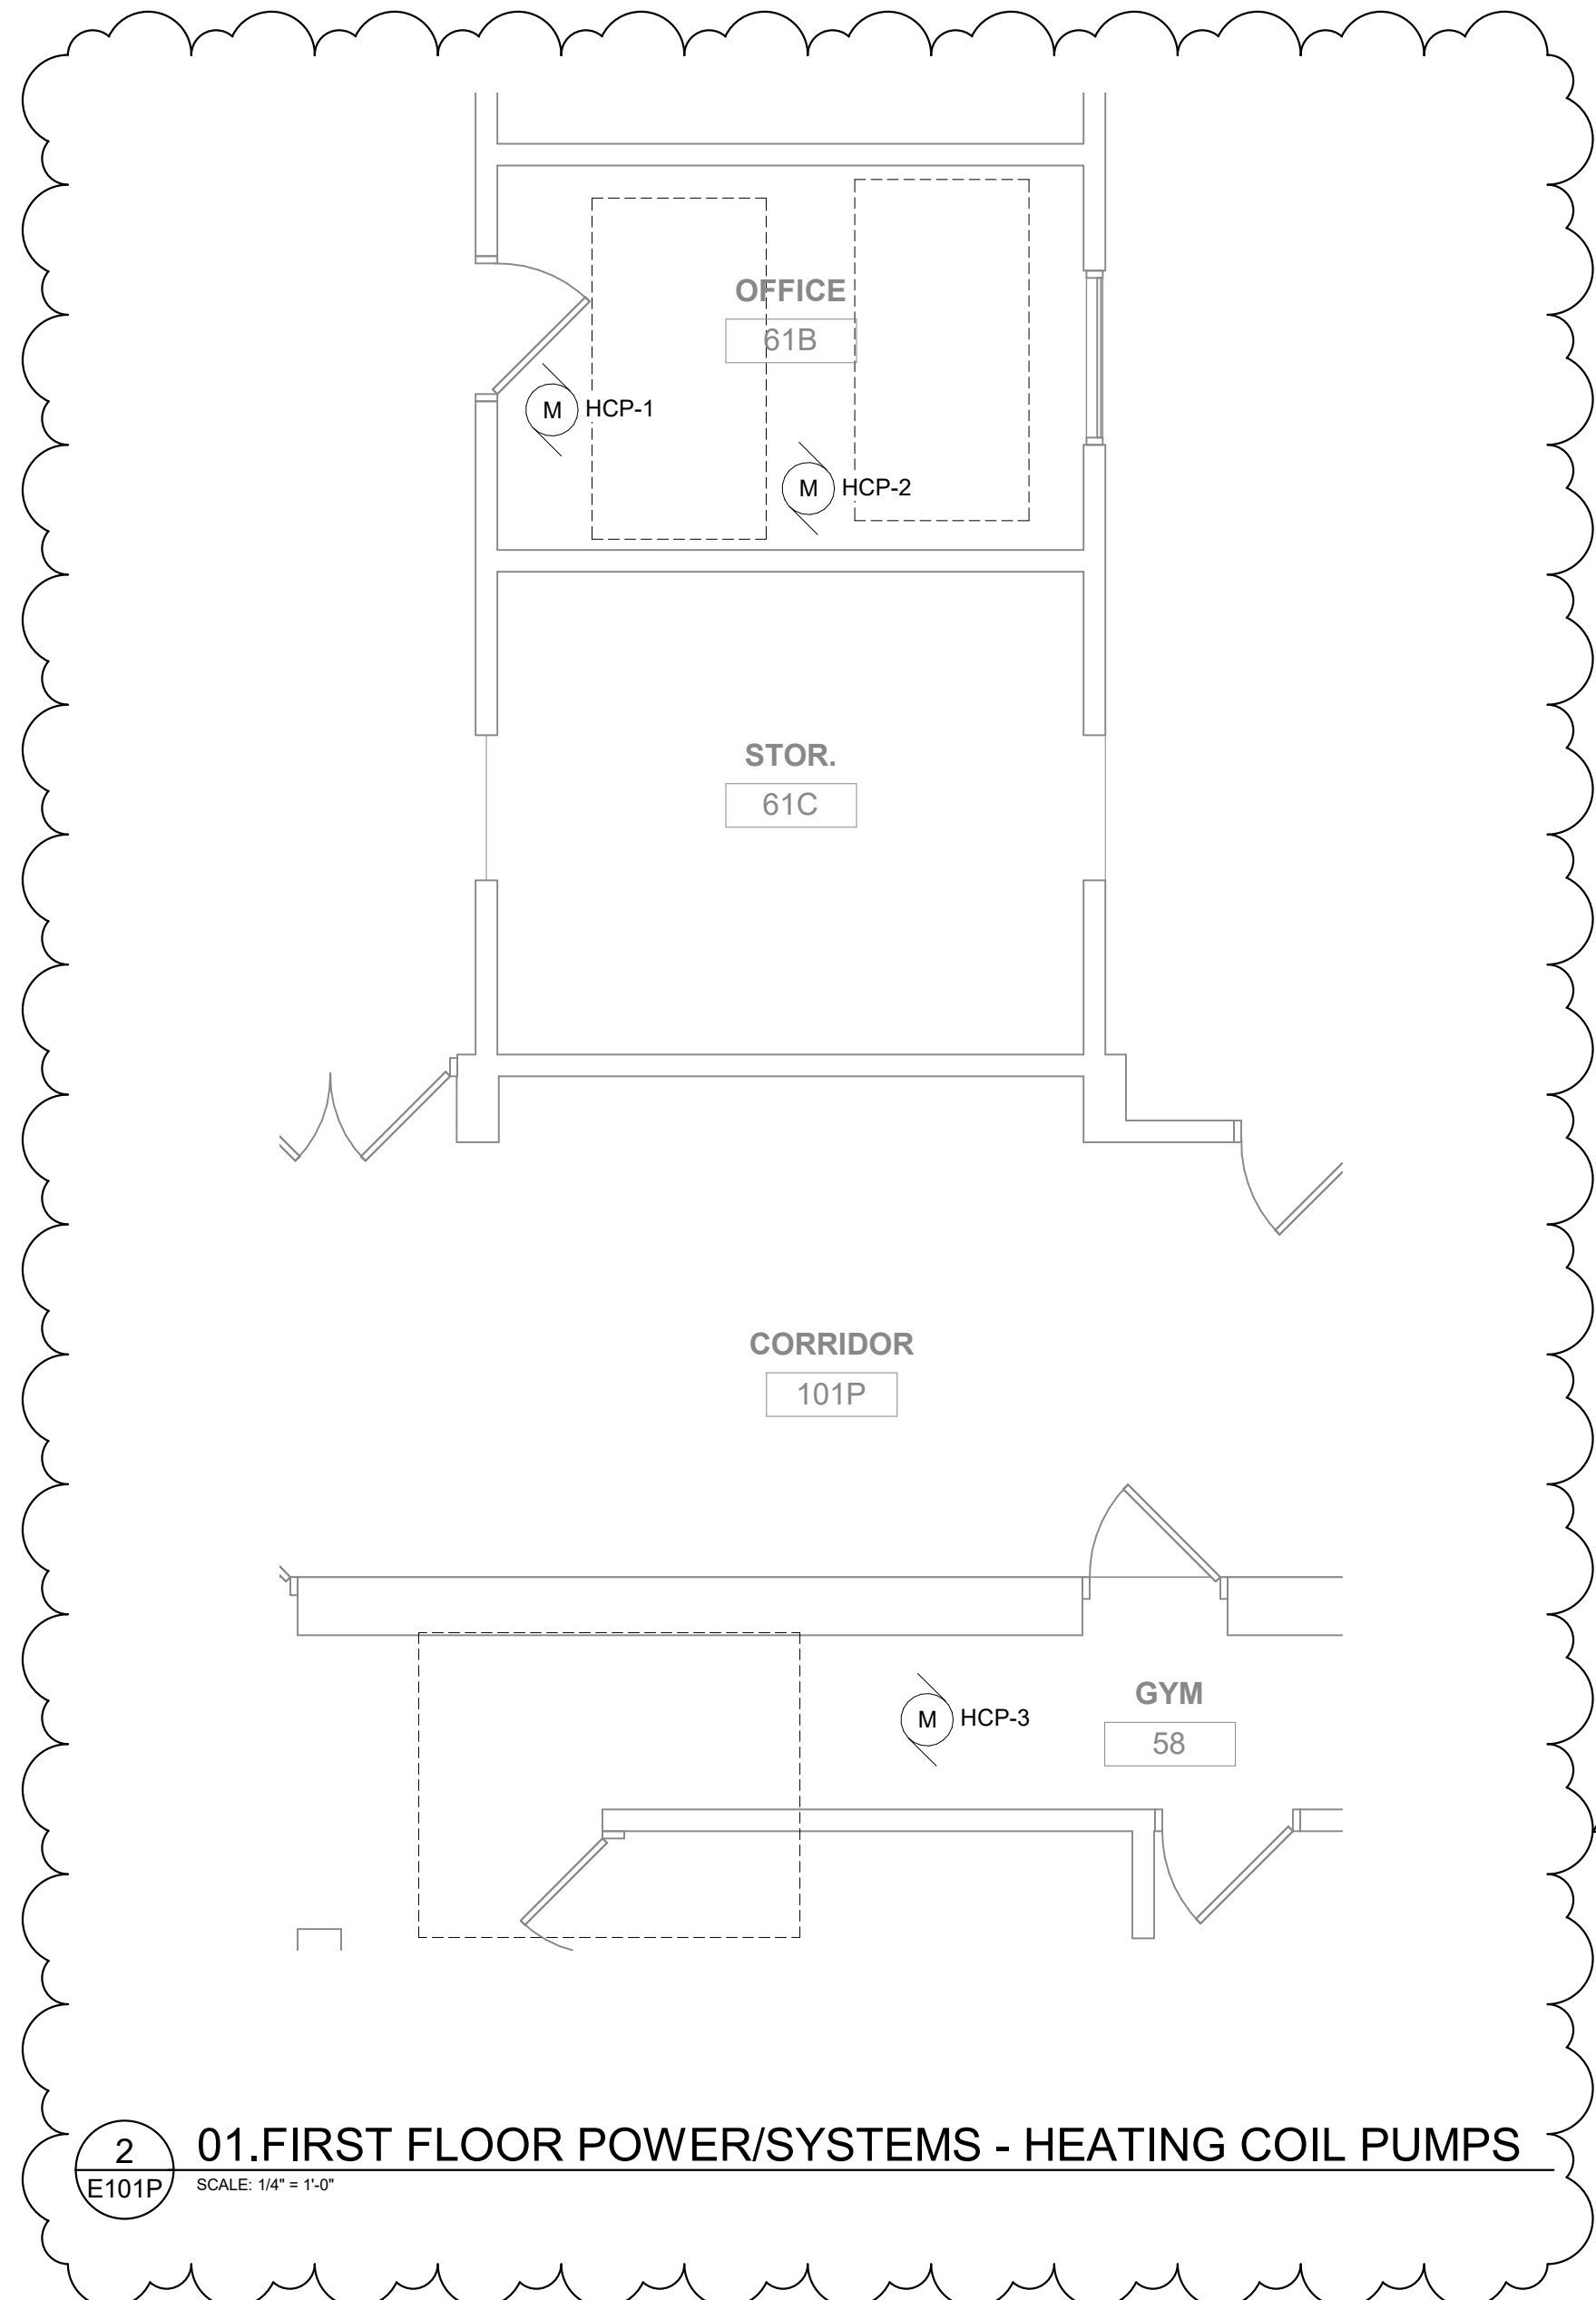 OFFICE
61B
M HCP-1
M HCP-2
STOR.
61C
CORRIDOR
101P
GYM
M HCP-3
58
2
E101P
01.FIRST FLOOR POWER/SYSTEMS - HEATING COIL PUMPS
SCALE: 1/4" = 1'-0"